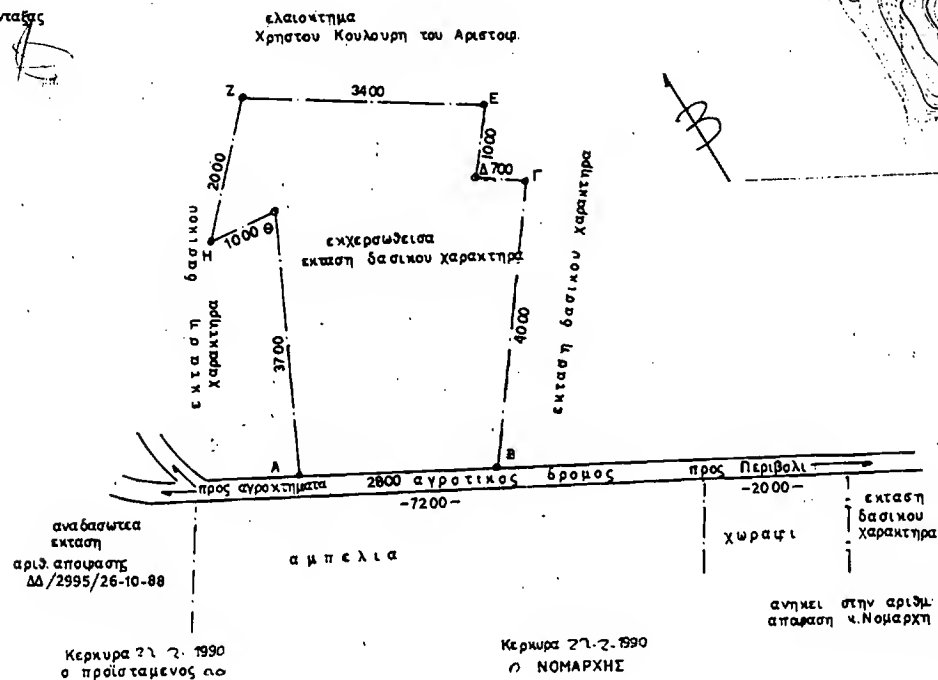 ελαιοκτημα
Χρηστου Κουλουρη του Αριστοφ.
Ζ
3400
Ε
1000
Δ 700
Γ
2000
Η
1000 Θ
εκχερσωθεισα
εκταση δασικου χαρακτηρα
εκταση δασικου
χαρακτηρα
3700
4000
εκταση δασικου χαρακτηρα
Β
Α
Β
προς αγροκτηματα
2800 αγροτικος δρομος
προς Περιβολι
-7200-
-2000-
αναδασωτεα
εκταση
αριθ. αποφασης
ΔΔ/2995/26-10-88
αμπελια
χωραφι
εκταση
δασικου
χαρακτηρα
ανηκει στην αριθμ.
αποφαση κ.Νομαρχη
Κερκυρα 2. 1990
ο προϊσταμενος
Κερκυρα 27-2-1990
Ο ΝΟΜΑΡΧΗΣ